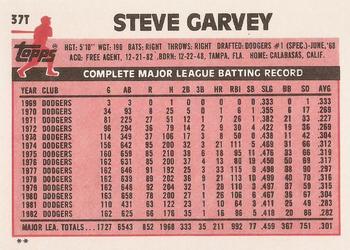 37T
STEVE GARVEY
Topps
HGT: 5'10" WGT: 190 BATS: RIGHT THROWS: RIGHT DRAFTED: DODGERS #1 (SPEC.)-JUNE,'68
ACQ: FREE AGENT, 12-21-82 BORN: 12-22-48, TAMPA, FLA. HOME: CALABASAS, CALIF.
COMPLETE MAJOR LEAGUE BATTING RECORD
YEAR CLUB G AB R H 2B 3B HR RBI SB SLG BB SO AVG
1969 DODGERS 3 3 0 1 0 0 0 0 0 .333 0 1 .333
1970 DODGERS 34 93 8 25 5 0 1 6 1 .355 6 17 .269
1971 DODGERS 81 225 27 51 12 1 7 26 1 .382 21 33 .227
1972 DODGERS 96 294 36 79 14 2 9 30 4 .422 19 36 .269
1973 DODGERS 114 349 37 106 17 3 8 50 0 .438 11 42 .304
1974 DODGERS 156 642 95 200 32 3 21 111 5 .469 31 66 .312
1975 DODGERS 160 659 85 210 38 6 18 95 11 .476 33 66 .319
1976 DODGERS 162 631 85 200 37 4 13 80 19 .450 50 69 .317
1977 DODGERS 162 646 91 192 25 3 33 115 9 .498 38 90 .297
1978 DODGERS 162 639 89 202 36 9 21 113 10 .499 40 70 .316
1979 DODGERS 162 648 92 204 32 1 28 110 3 .497 37 59 .315
1980 DODGERS 163 658 78 200 27 1 26 106 6 .467 36 67 .304
1981 DODGERS 110 431 63 122 23 1 10 64 3 .411 25 49 .283
1982 DODGERS 162 625 66 176 35 1 16 86 5 .418 20 86 .282
MAJOR LEA. TOTALS... 1727 6543 852 1968 333 35 211 992 77 .459 367 751 .301
**